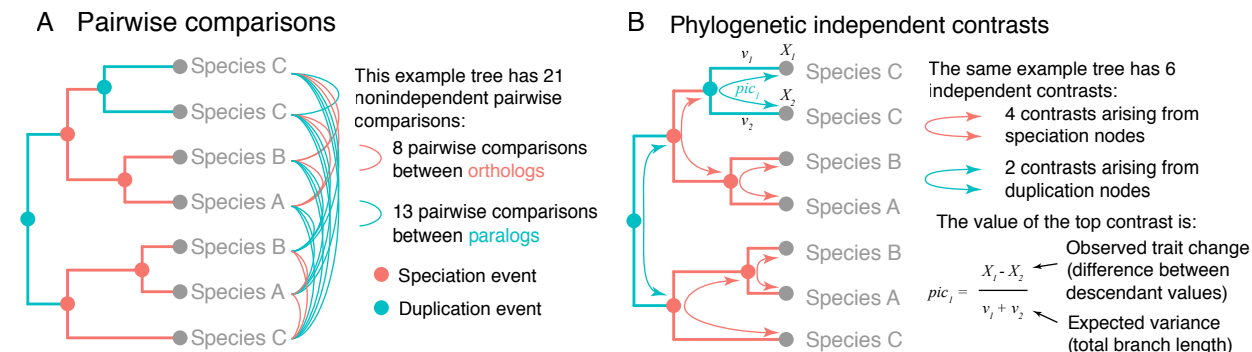 A Pairwise comparisons
Species C
Species C
Species B
Species A
Species B
Species A
Species C
This example tree has 21
nonindependent pairwise
comparisons:
8 pairwise comparisons
between orthologs
13 pairwise comparisons
between paralogs
Speciation event
Duplication event
B Phylogenetic independent contrasts
v1
X1
pic1
X2
v2
Species C
Species C
Species B
Species A
Species B
Species A
Species C
The same example tree has 6
independent contrasts:
4 contrasts arising from
speciation nodes
2 contrasts arising from
duplication nodes
The value of the top contrast is:
pic1 =
X1 - X2
v1 + v2
Observed trait change
(difference between
descendant values)
Expected variance
(total branch length)